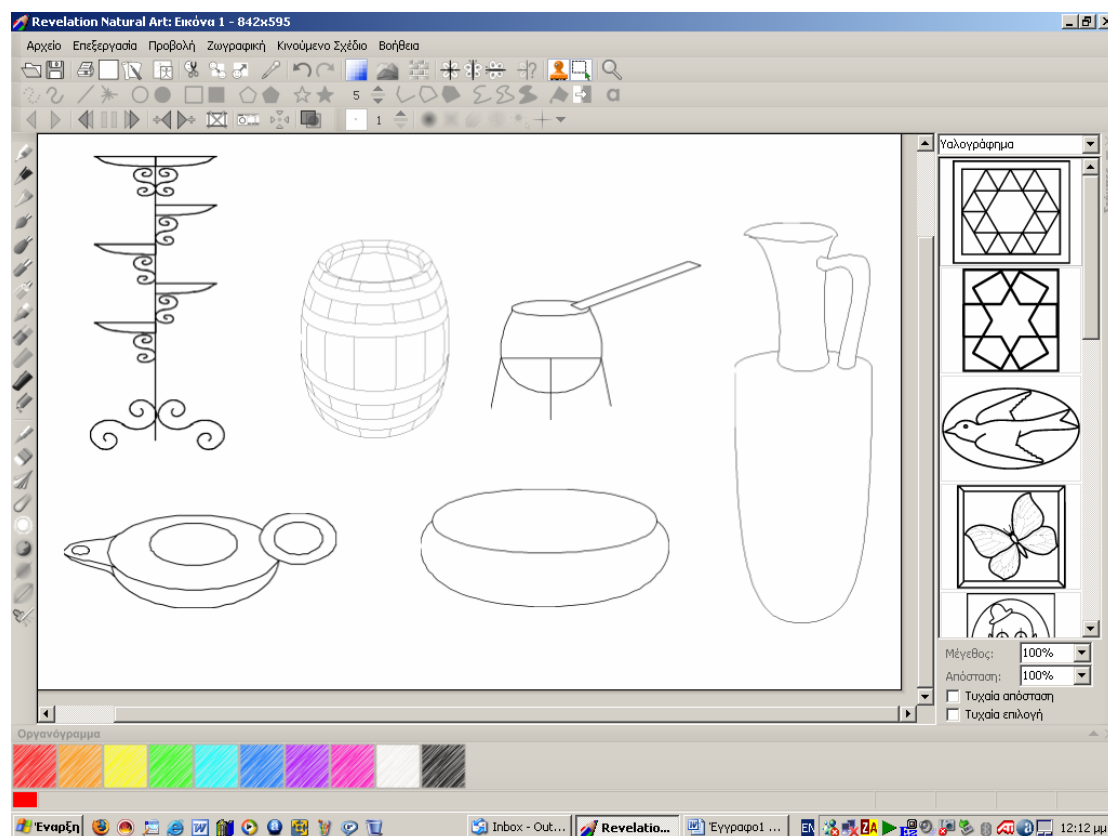 Revelation Natural Art: Εικόνα 1 - 842x595
Αρχείο Επεξεργασία Προβολή Ζωγραφική Κινούμενο Σχέδιο Βοήθεια
5
a
1
Υαλογράφημα
Μέγεθος: 100%
Απόσταση: 100%
Τυχαία απόσταση
Τυχαία επιλογή
Οργανόγραμμα
Έναρξη
Inbox - Out...
Revelatio...
Έγγραφο1 ...
EN
12:12 μμ